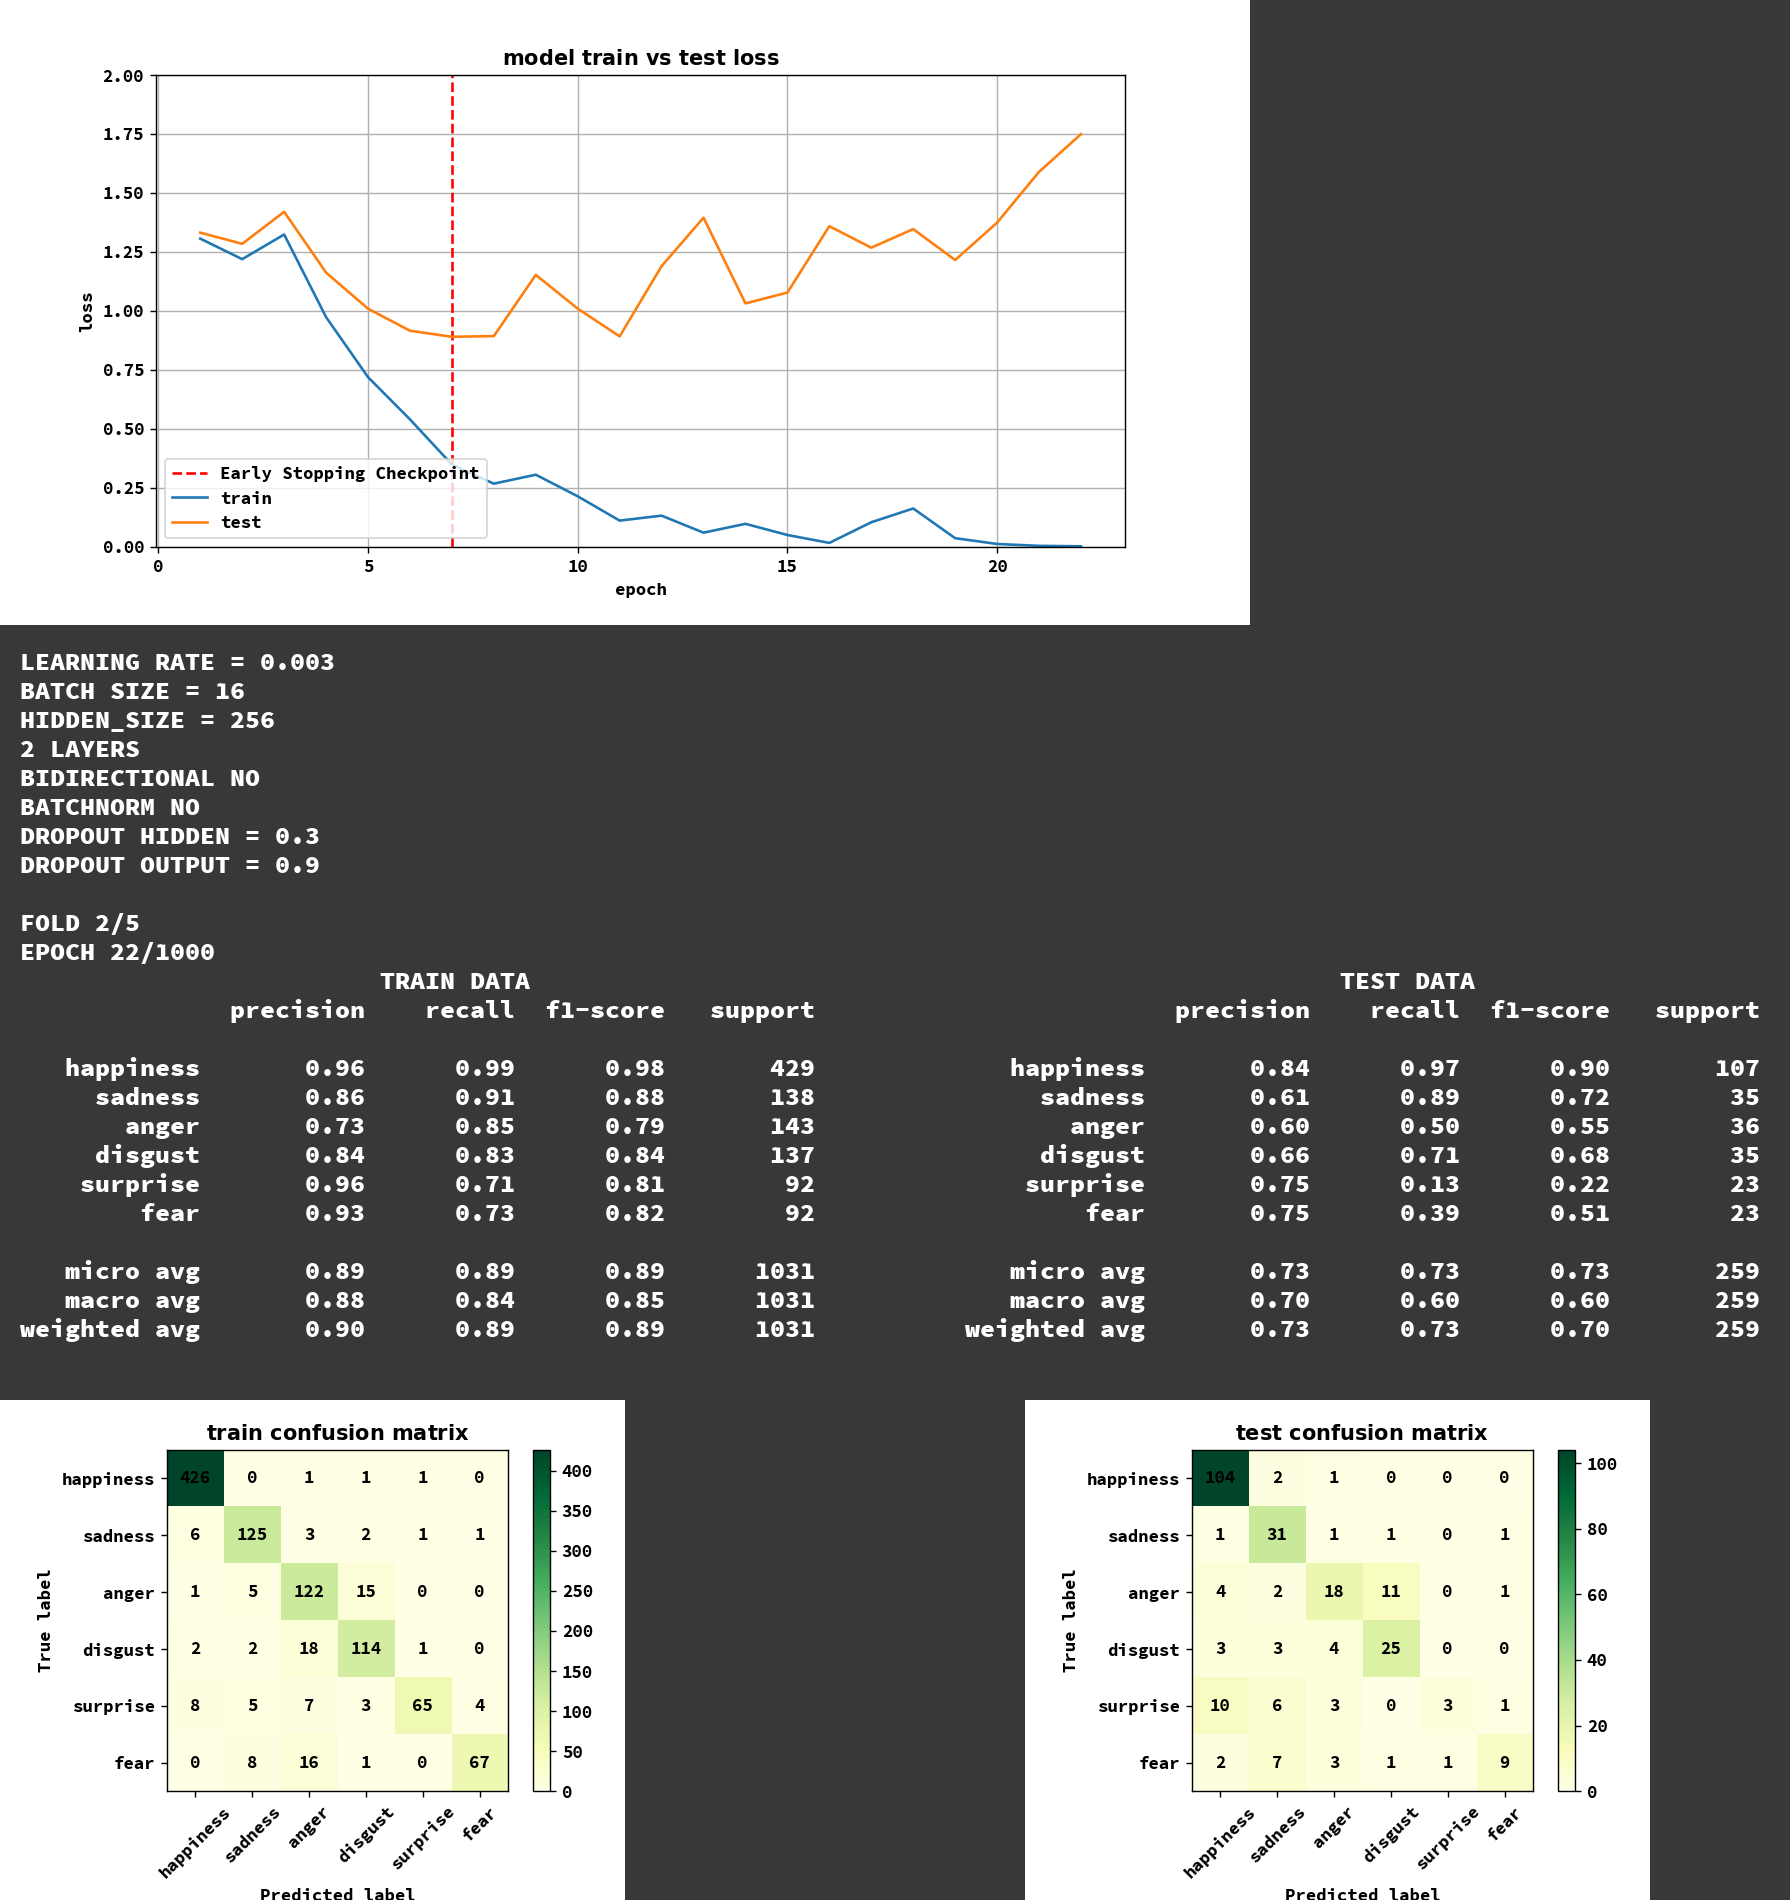 model train vs test loss
2.00
1.75
1.50
1.25
1.00
0.75
0.50
0.25
0.00
loss
Early Stopping Checkpoint
train
test
0 5 10 15 20
epoch
LEARNING RATE = 0.003
BATCH SIZE = 16
HIDDEN_SIZE = 256
2 LAYERS
BIDIRECTIONAL NO
BATCHNORM NO
DROPOUT HIDDEN = 0.3
DROPOUT OUTPUT = 0.9
FOLD 2/5
EPOCH 22/1000
TRAIN DATA
precision recall f1-score support
happiness 0.96 0.99 0.98 429
sadness 0.86 0.91 0.88 138
anger 0.73 0.85 0.79 143
disgust 0.84 0.83 0.84 137
surprise 0.96 0.71 0.81 92
fear 0.93 0.73 0.82 92
micro avg 0.89 0.89 0.89 1031
macro avg 0.88 0.84 0.85 1031
weighted avg 0.90 0.89 0.89 1031
TEST DATA
precision recall f1-score support
happiness 0.84 0.97 0.90 107
sadness 0.61 0.89 0.72 35
anger 0.60 0.50 0.55 36
disgust 0.66 0.71 0.68 35
surprise 0.75 0.13 0.22 23
fear 0.75 0.39 0.51 23
micro avg 0.73 0.73 0.73 259
macro avg 0.70 0.60 0.60 259
weighted avg 0.73 0.73 0.70 259
train confusion matrix
True label
happiness 426 0 1 1 1 0
sadness 6 125 3 2 1 1
anger 1 5 122 15 0 0
disgust 2 2 18 114 1 0
surprise 8 5 7 3 65 4
fear 0 8 16 1 0 67
happiness sadness anger disgust surprise fear
Predicted label
400
350
300
250
200
150
100
50
0
test confusion matrix
True label
happiness 104 2 1 0 0 0
sadness 1 31 1 1 0 1
anger 4 2 18 11 0 1
disgust 3 3 4 25 0 0
surprise 10 6 3 0 3 1
fear 2 7 3 1 1 9
happiness sadness anger disgust surprise fear
Predicted label
100
80
60
40
20
0